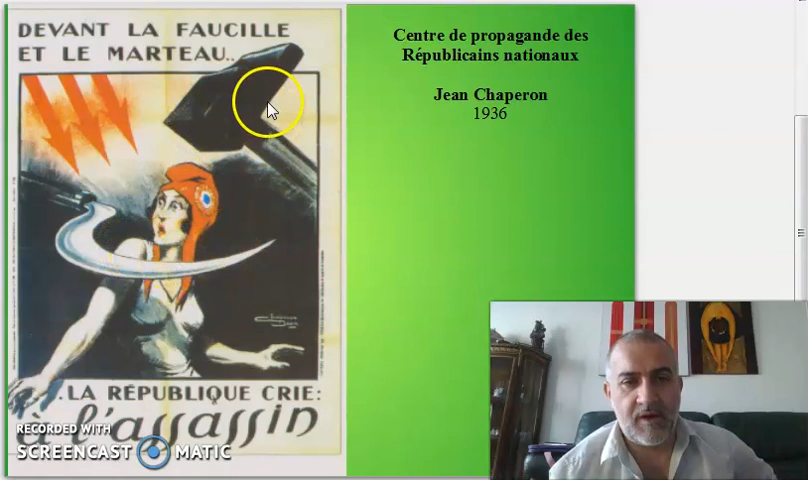 DEVANT LA FAUCILLE
ET LE MARTEAU..
...LA RÉPUBLIQUE CRIE:
à l'assassin
RECORDED WITH
SCREENCAST MATIC
Centre de propagande des
Républicains nationaux
Jean Chaperon
1936